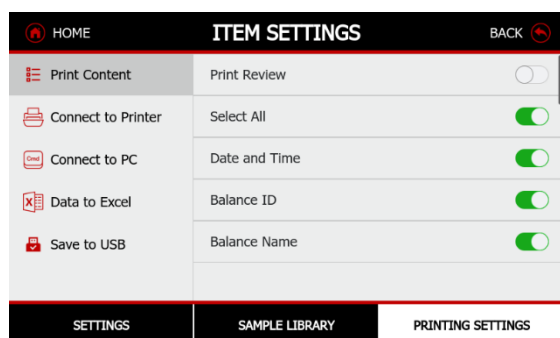 HOME
ITEM SETTINGS
BACK
Print Content
Print Review
Connect to Printer
Select All
Cmd
Connect to PC
Date and Time
X
Data to Excel
Balance ID
Save to USB
Balance Name
SETTINGS
SAMPLE LIBRARY
PRINTING SETTINGS